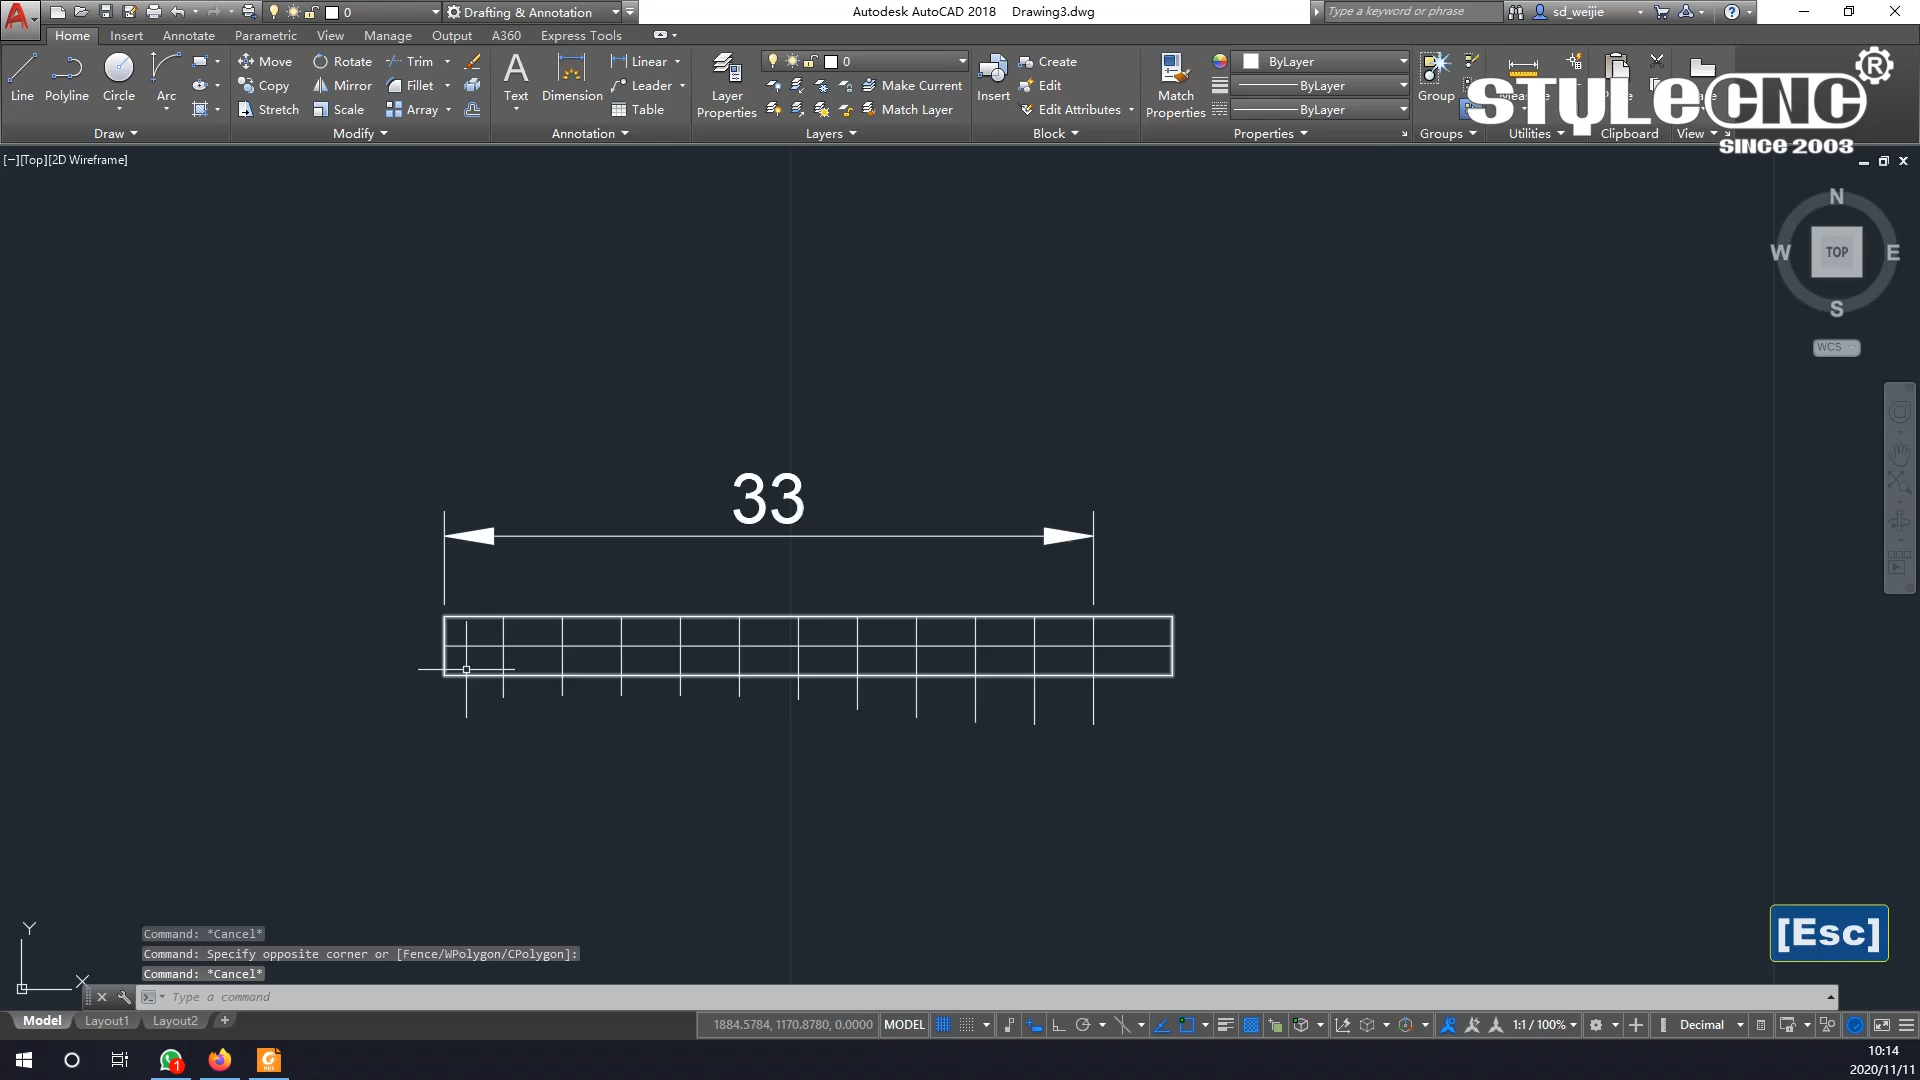 0
Drafting & Annotation
Autodesk AutoCAD 2018 Drawing3.dwg
Type a keyword or phrase
sd_weijie
Home Insert Annotate Parametric View Manage Output A360 Express Tools
Line Polyline Circle Arc
Move Rotate Trim
Copy Mirror Fillet
Stretch Scale Array
Text Dimension
Linear
Leader
Table
Layer Properties
0
Make Current
Match Layer
Insert
Create
Edit
Edit Attributes
Match Properties
ByLayer
ByLayer
ByLayer
Group
STYLECNC®
SINCE 2003
Draw Modify Annotation Layers Block Properties Groups Utilities Clipboard View
[−][Top][2D Wireframe]
N
W TOP E
S
WCS
33
Y
X
Command: *Cancel*
Command: Specify opposite corner or [Fence/WPolygon/CPolygon]:
Command: *Cancel*
Type a command
[Esc]
Model Layout1 Layout2 +
1884.5784, 1170.8780, 0.0000 MODEL
1:1 / 100%
Decimal
1
10:14
2020/11/11